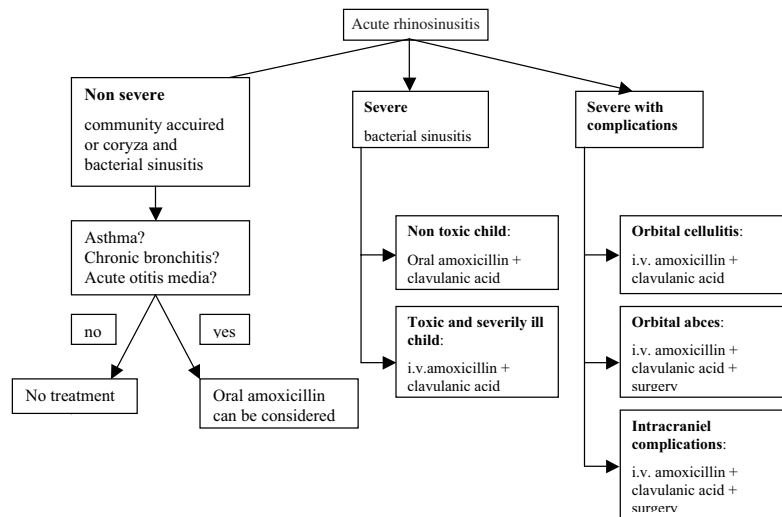 Acute rhinosinusitis
Non severe
community accuired
or coryza and
bacterial sinusitis
Asthma?
Chronic bronchitis?
Acute otitis media?
no
yes
No treatment
Oral amoxicillin
can be considered
Severe
bacterial sinusitis
Non toxic child:
Oral amoxicillin +
clavulanic acid
Toxic and severily ill
child:
i.v.amoxicillin +
clavulanic acid
Severe with
complications
Orbital cellulitis:
i.v. amoxicillin +
clavulanic acid
Orbital abces:
i.v. amoxicillin +
clavulanic acid +
surgery
Intracraniel
complications:
i.v. amoxicillin +
clavulanic acid +
surgery